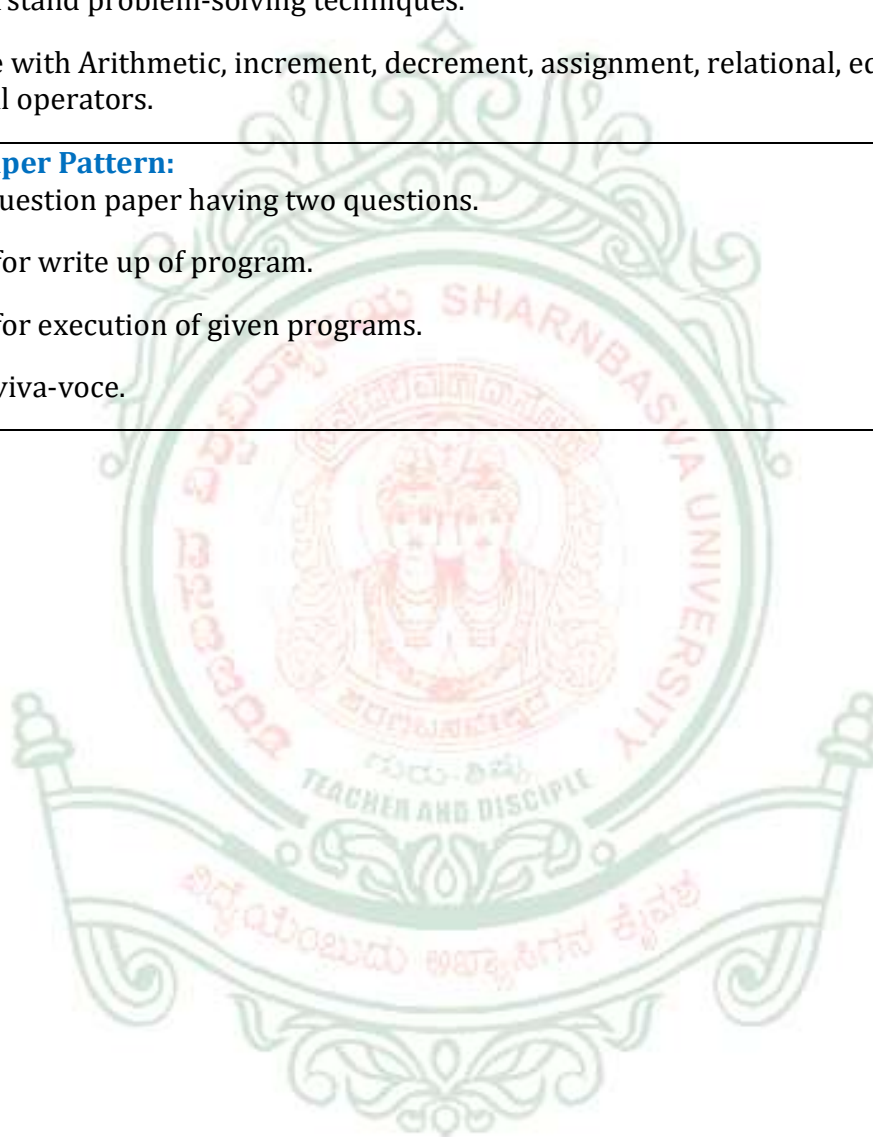 stand problem-solving techniques.
e with Arithmetic, increment, decrement, assignment, relational, ec
l operators.
per Pattern:
uestion paper having two questions.
for write up of program.
for execution of given programs.
viva-voce.
SHARNBASVA UNIVERSITY
TEACHER AND DISCIPLE